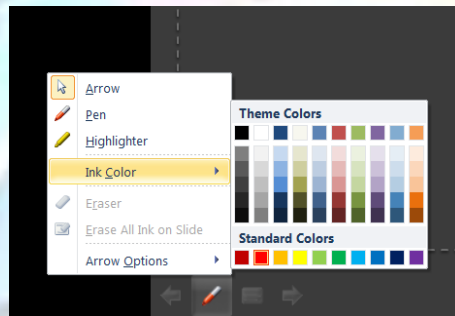 Arrow
Pen
Highlighter
Ink Color
Eraser
Erase All Ink on Slide
Arrow Options
Theme Colors
Standard Colors